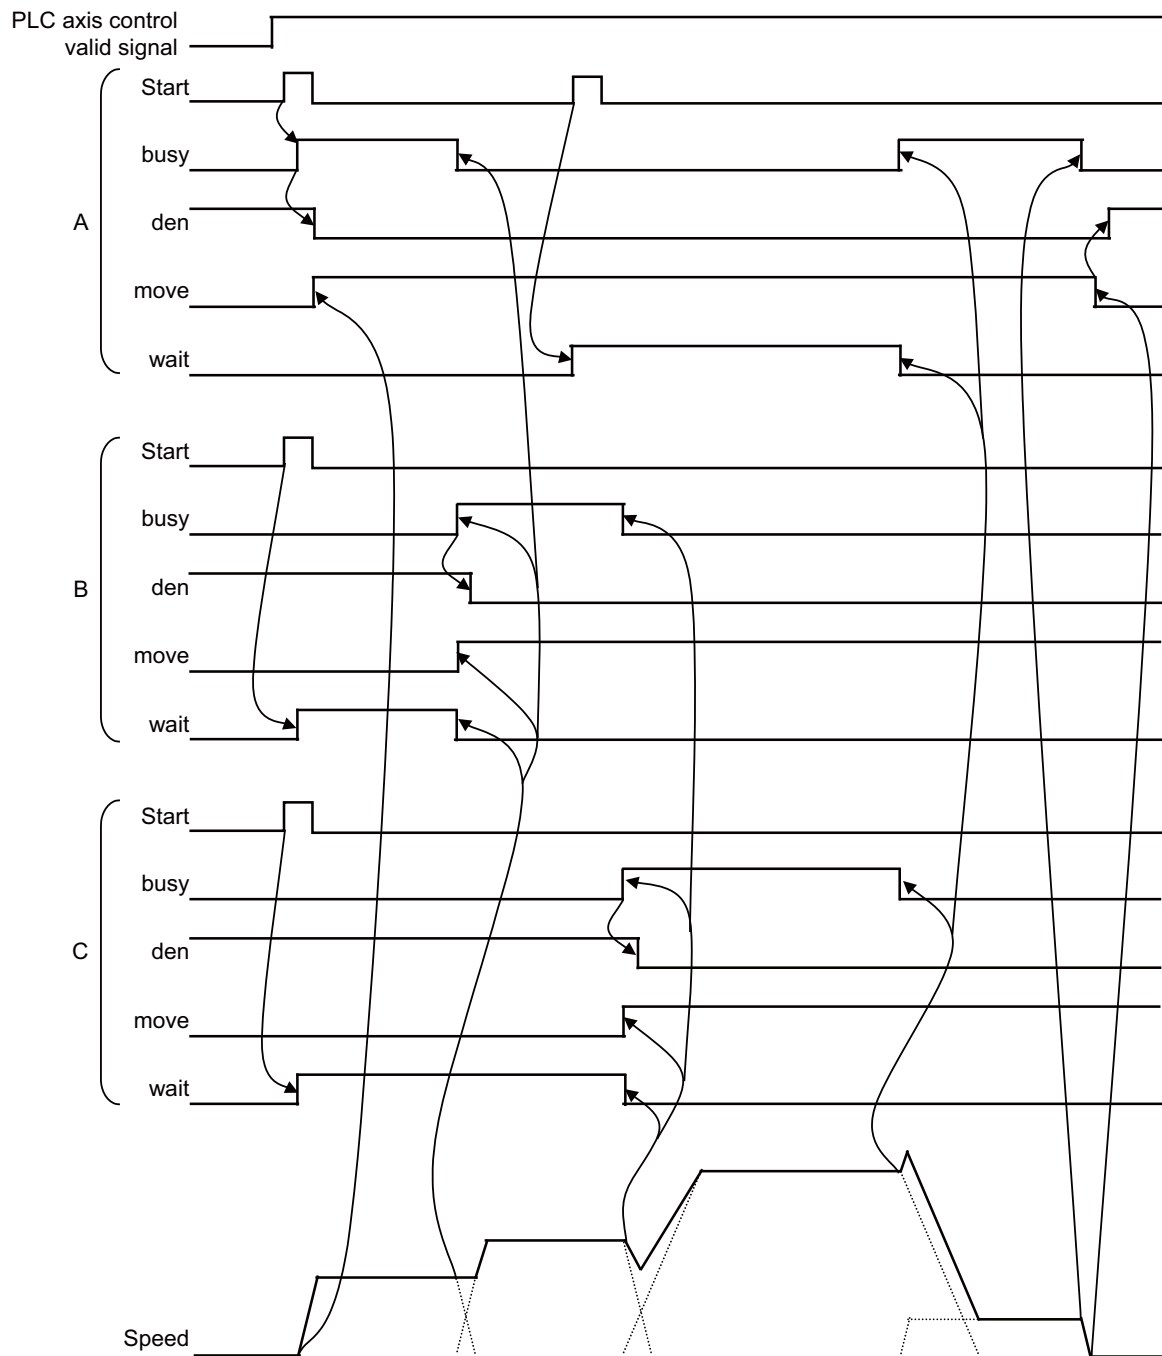 PLC axis control
valid signal
Start
busy
A
den
move
wait
Start
busy
B
den
move
wait
Start
busy
C
den
move
wait
Speed